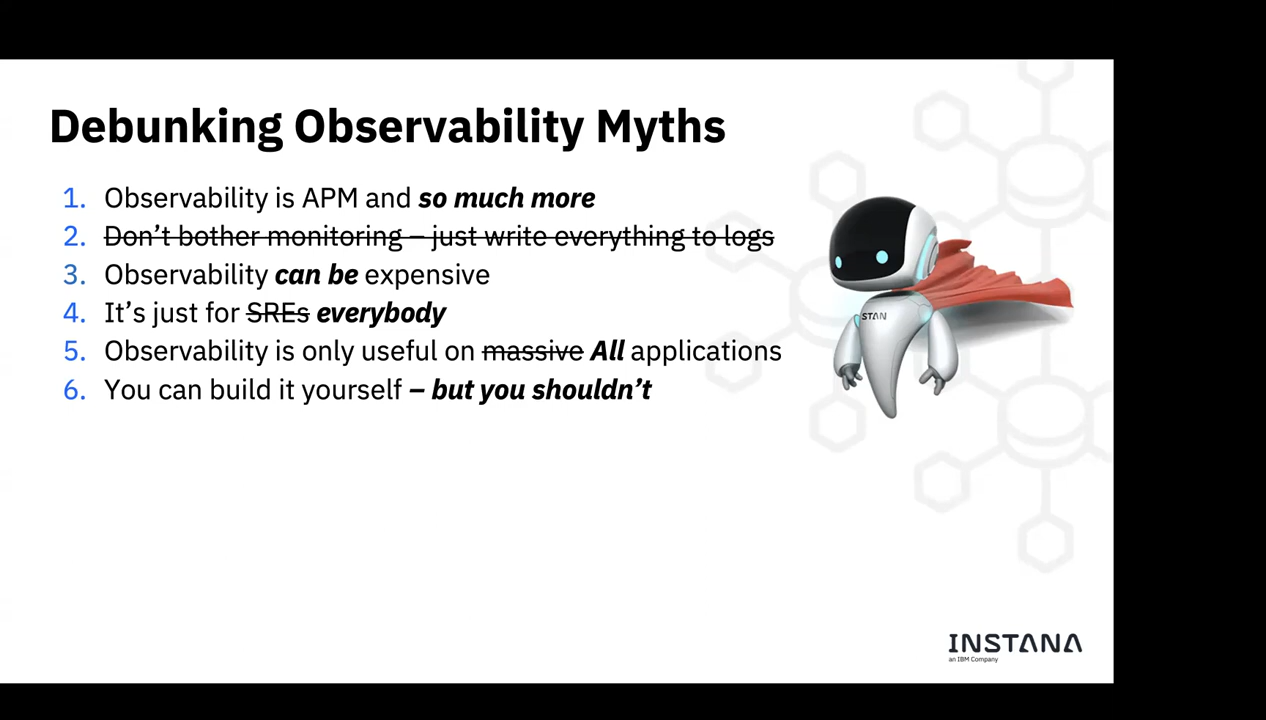 Debunking Observability Myths
1. Observability is APM and so much more
2. Don’t bother monitoring – just write everything to logs
3. Observability can be expensive
4. It’s just for SREs everybody
5. Observability is only useful on massive All applications
6. You can build it yourself – but you shouldn’t
STAN
INSTANA
an IBM Company